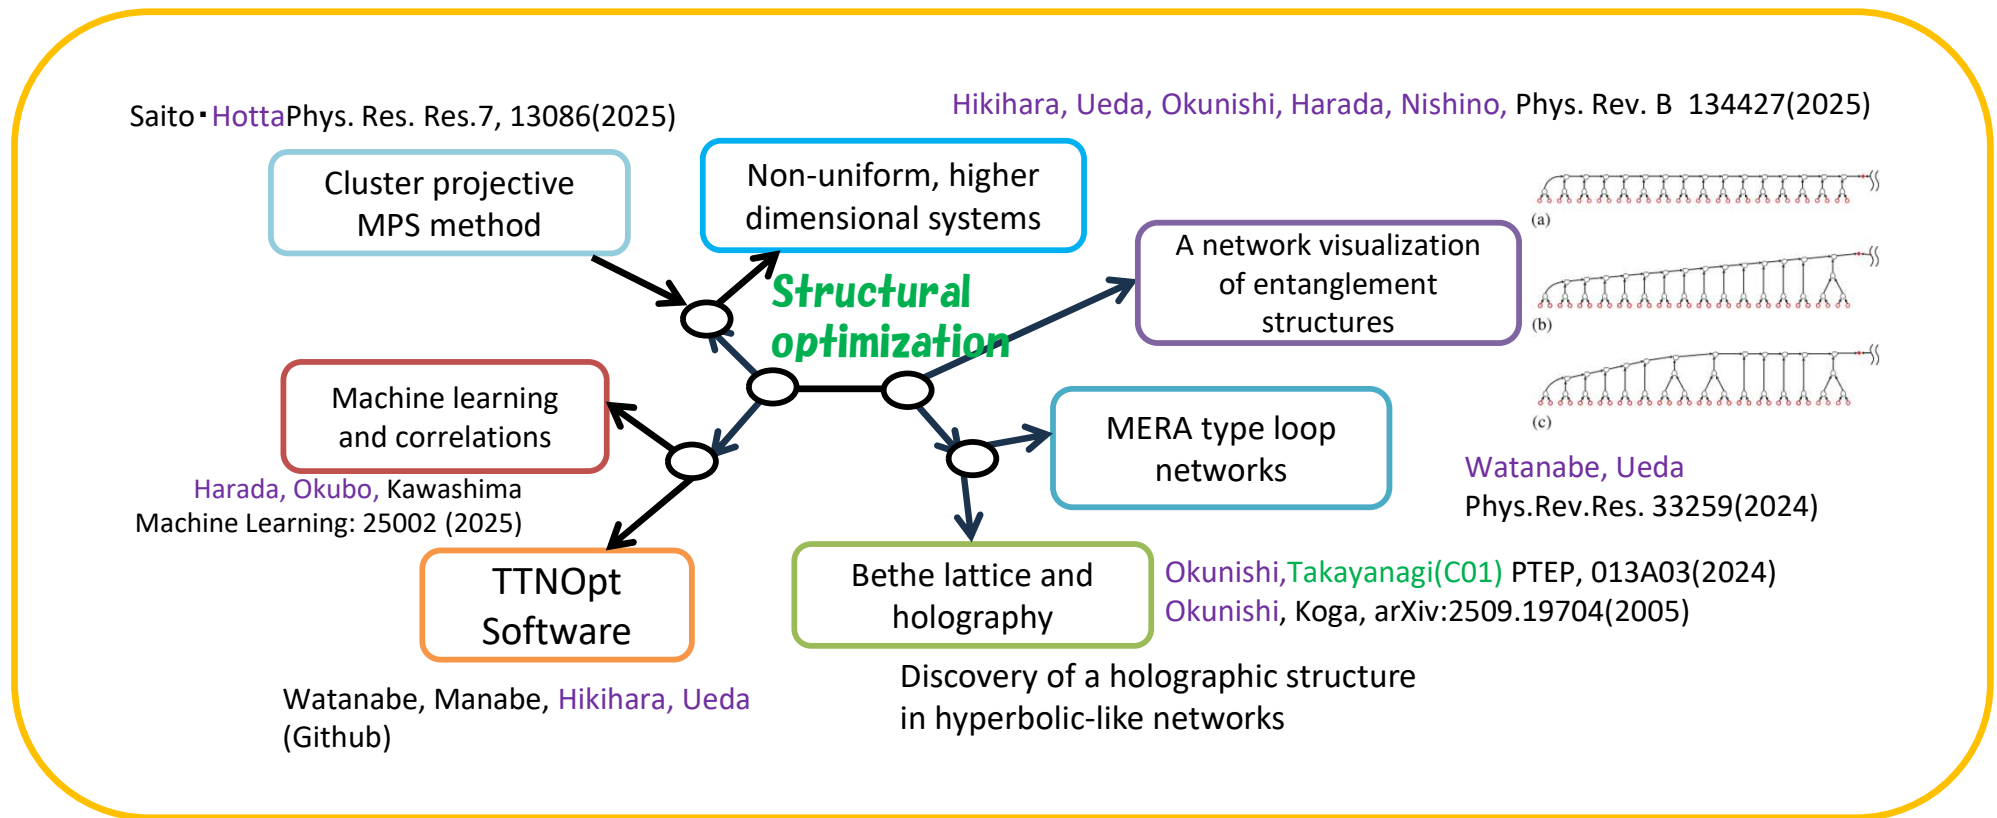 Saito・HottaPhys. Res. Res.7, 13086(2025)
Hikihara, Ueda, Okunishi, Harada, Nishino, Phys. Rev. B  134427(2025)
Cluster projective
MPS method
Non-uniform, higher
dimensional systems
A network visualization
of entanglement
structures
(a)
(b)
(c)
Structural
optimization
Machine learning
and correlations
MERA type loop
networks
Harada, Okubo, Kawashima
Machine Learning: 25002 (2025)
Watanabe, Ueda
Phys.Rev.Res. 33259(2024)
TTNOpt
Software
Bethe lattice and
holography
Okunishi,Takayanagi(C01) PTEP, 013A03(2024)
Okunishi, Koga, arXiv:2509.19704(2005)
Watanabe, Manabe, Hikihara, Ueda
(Github)
Discovery of a holographic structure
in hyperbolic-like networks